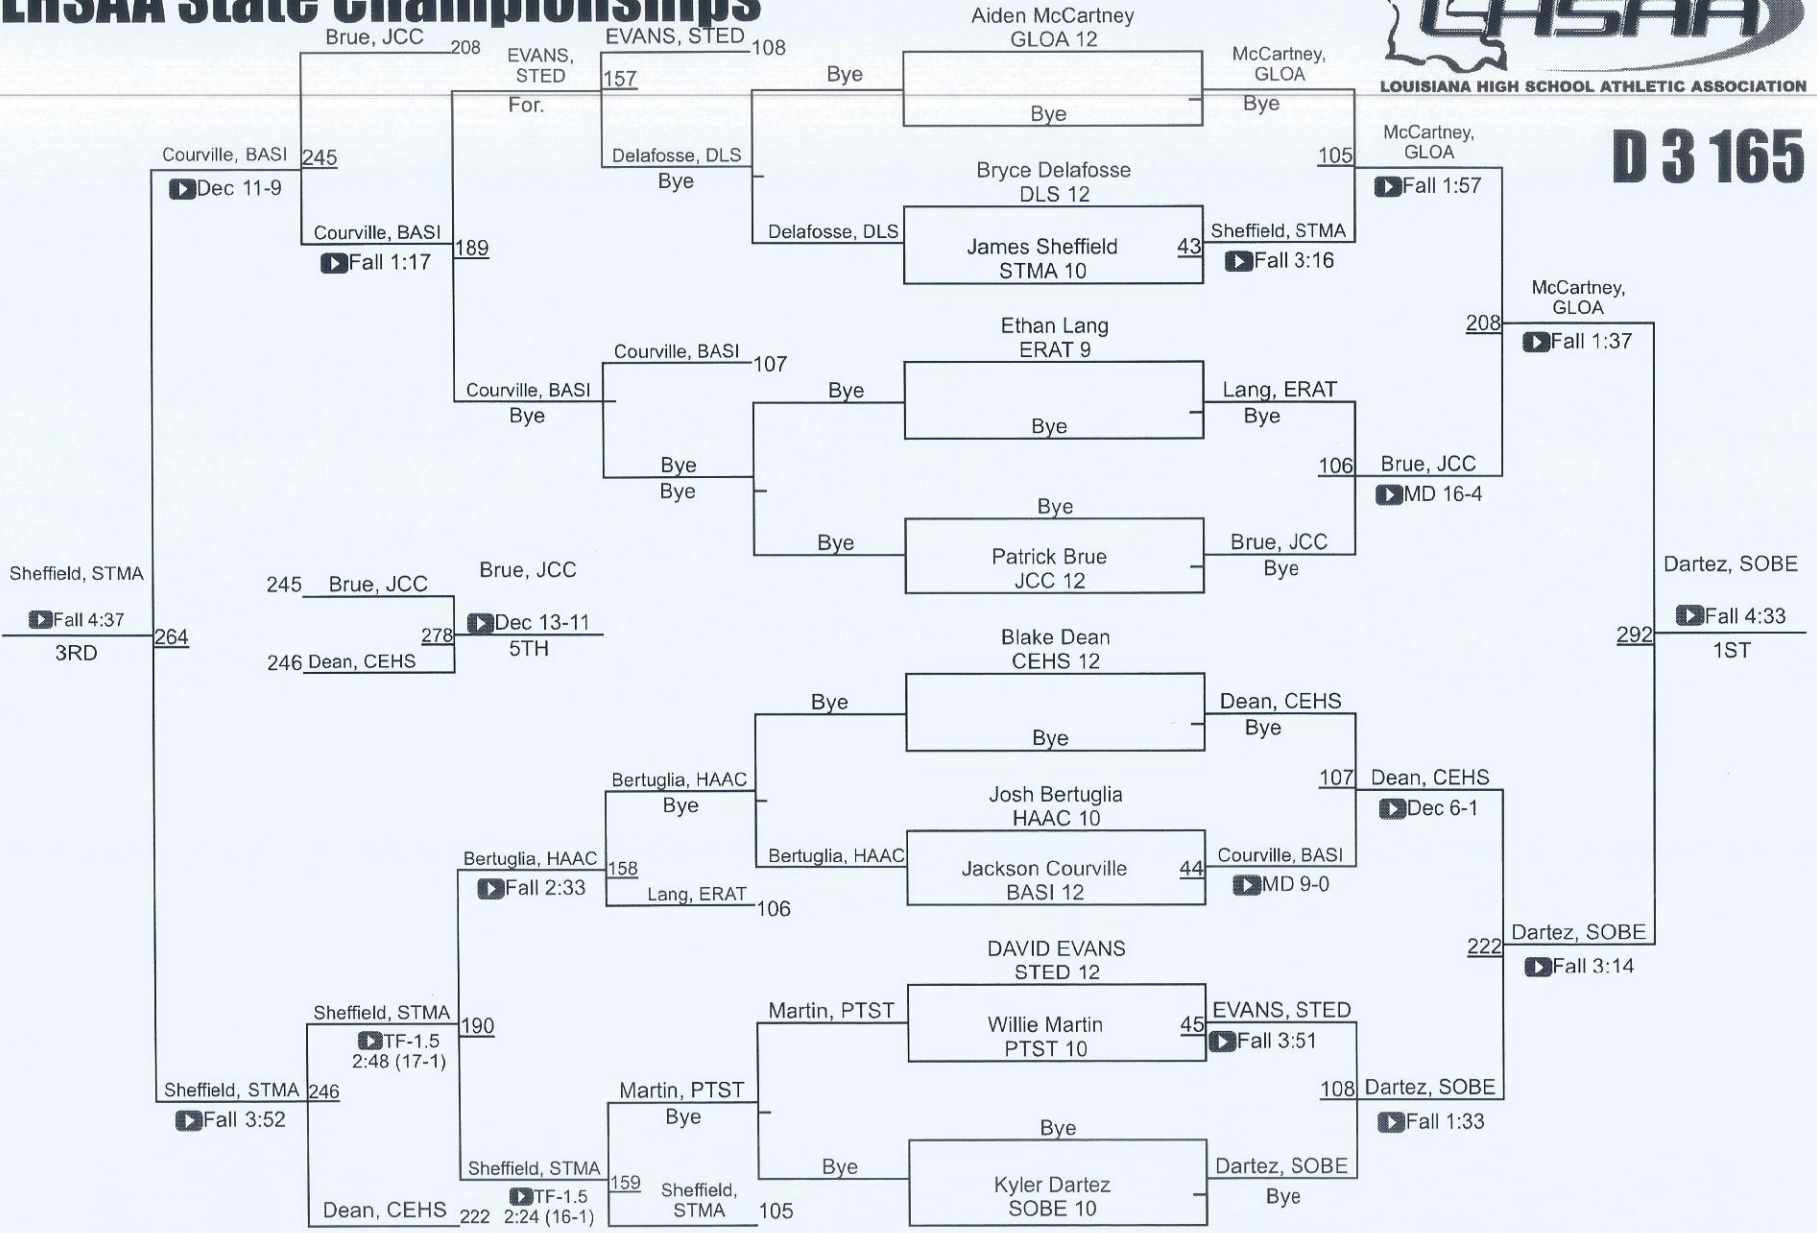 LHSAA State Championships
LHSAA
LOUISIANA HIGH SCHOOL ATHLETIC ASSOCIATION
D 3 165
Aiden McCartney
GLOA 12
Bye
Bryce Delafosse
DLS 12
James Sheffield
STMA 10
43
Ethan Lang
ERAT 9
Bye
Bye
Patrick Brue
JCC 12
Blake Dean
CEHS 12
Bye
Josh Bertuglia
HAAC 10
Jackson Courville
BASI 12
44
DAVID EVANS
STED 12
Willie Martin
PTST 10
45
Bye
Kyler Dartez
SOBE 10
McCartney,
GLOA
Bye
Sheffield, STMA
Fall 3:16
Lang, ERAT
Bye
Brue, JCC
Bye
Dean, CEHS
Bye
Courville, BASI
MD 9-0
EVANS, STED
Fall 3:51
Dartez, SOBE
Bye
105
McCartney,
GLOA
Fall 1:57
106
Brue, JCC
MD 16-4
107
Dean, CEHS
Dec 6-1
108
Dartez, SOBE
Fall 1:33
208
McCartney,
GLOA
Fall 1:37
222
Dartez, SOBE
Fall 3:14
292
Dartez, SOBE
Fall 4:33
1ST
Bye
Delafosse, DLS
Bye
Bye
Bye
Bertuglia, HAAC
Martin, PTST
Bye
EVANS, STED
108
157
Delafosse, DLS
Bye
Courville, BASI
107
Bye
Bye
Bertuglia, HAAC
Bye
158
Lang, ERAT
106
Martin, PTST
Bye
159
Sheffield,
STMA
105
EVANS,
STED
For.
189
Courville, BASI
Bye
Bertuglia, HAAC
Fall 2:33
190
Sheffield, STMA
TF-1.5
2:24 (16-1)
Brue, JCC
208
245
Courville, BASI
Fall 1:17
Sheffield, STMA
TF-1.5
2:48 (17-1)
246
Dean, CEHS
222
Courville, BASI
Dec 11-9
264
Sheffield, STMA
Fall 3:52
Sheffield, STMA
Fall 4:37
3RD
245
Brue, JCC
278
246
Dean, CEHS
Brue, JCC
Dec 13-11
5TH